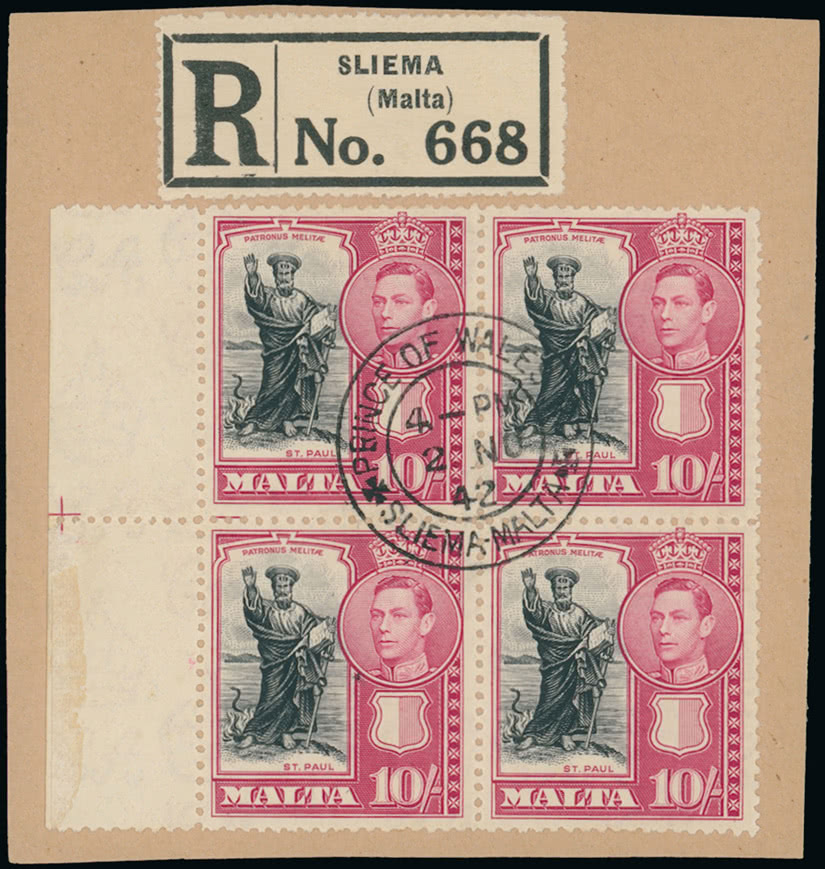 R
SLIEMA
(Malta)
No. 668
PATRONUS MELITÆ
ST. PAUL
MALTA 10/-
PATRONUS MELITÆ
ST. PAUL
MALTA 10/-
PRINCE OF WALES
4 - PM
2 NO
42
SLIEMA-MALTA
PATRONUS MELITÆ
ST. PAUL
MALTA 10/-
PATRONUS MELITÆ
ST. PAUL
MALTA 10/-